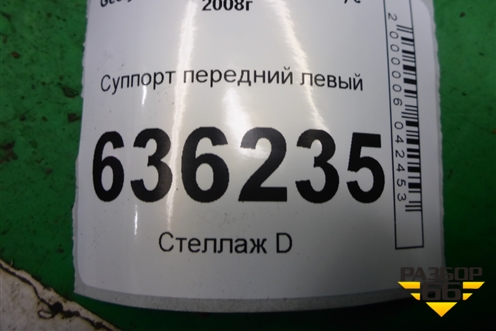 2008г
Суппорт передний левый
636235
Стеллаж D
2000006042453
РАЗБОР
66